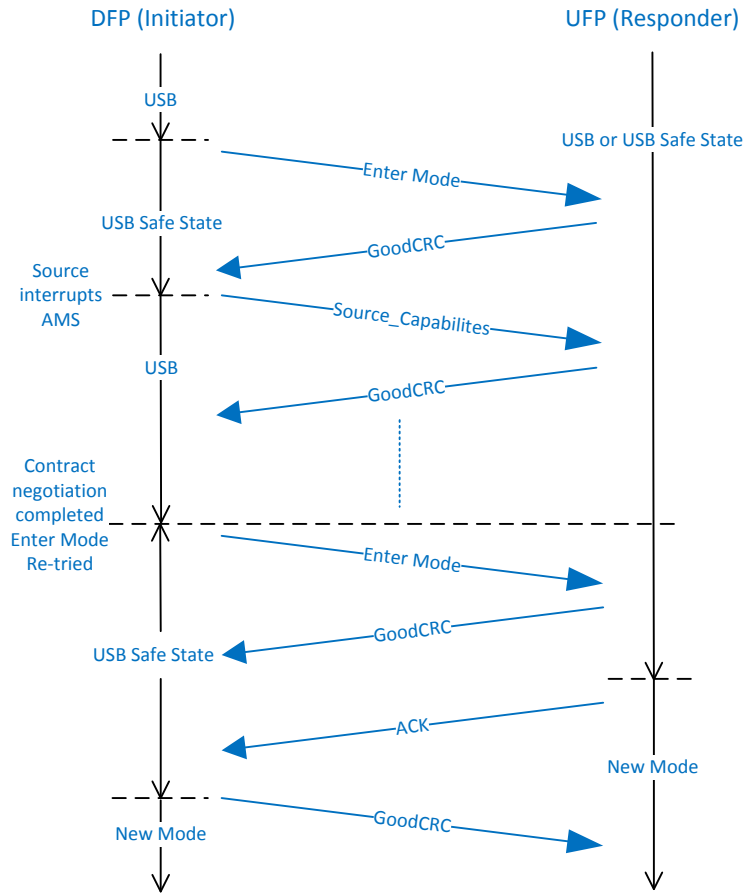 DFP (Initiator)
UFP (Responder)
USB
USB or USB Safe State
Enter Mode
USB Safe State
GoodCRC
Source
interrupts
AMS
Source_Capabilites
USB
GoodCRC
Contract
negotiation
completed
Enter Mode
Re-tried
Enter Mode
GoodCRC
USB Safe State
ACK
New Mode
GoodCRC
New Mode